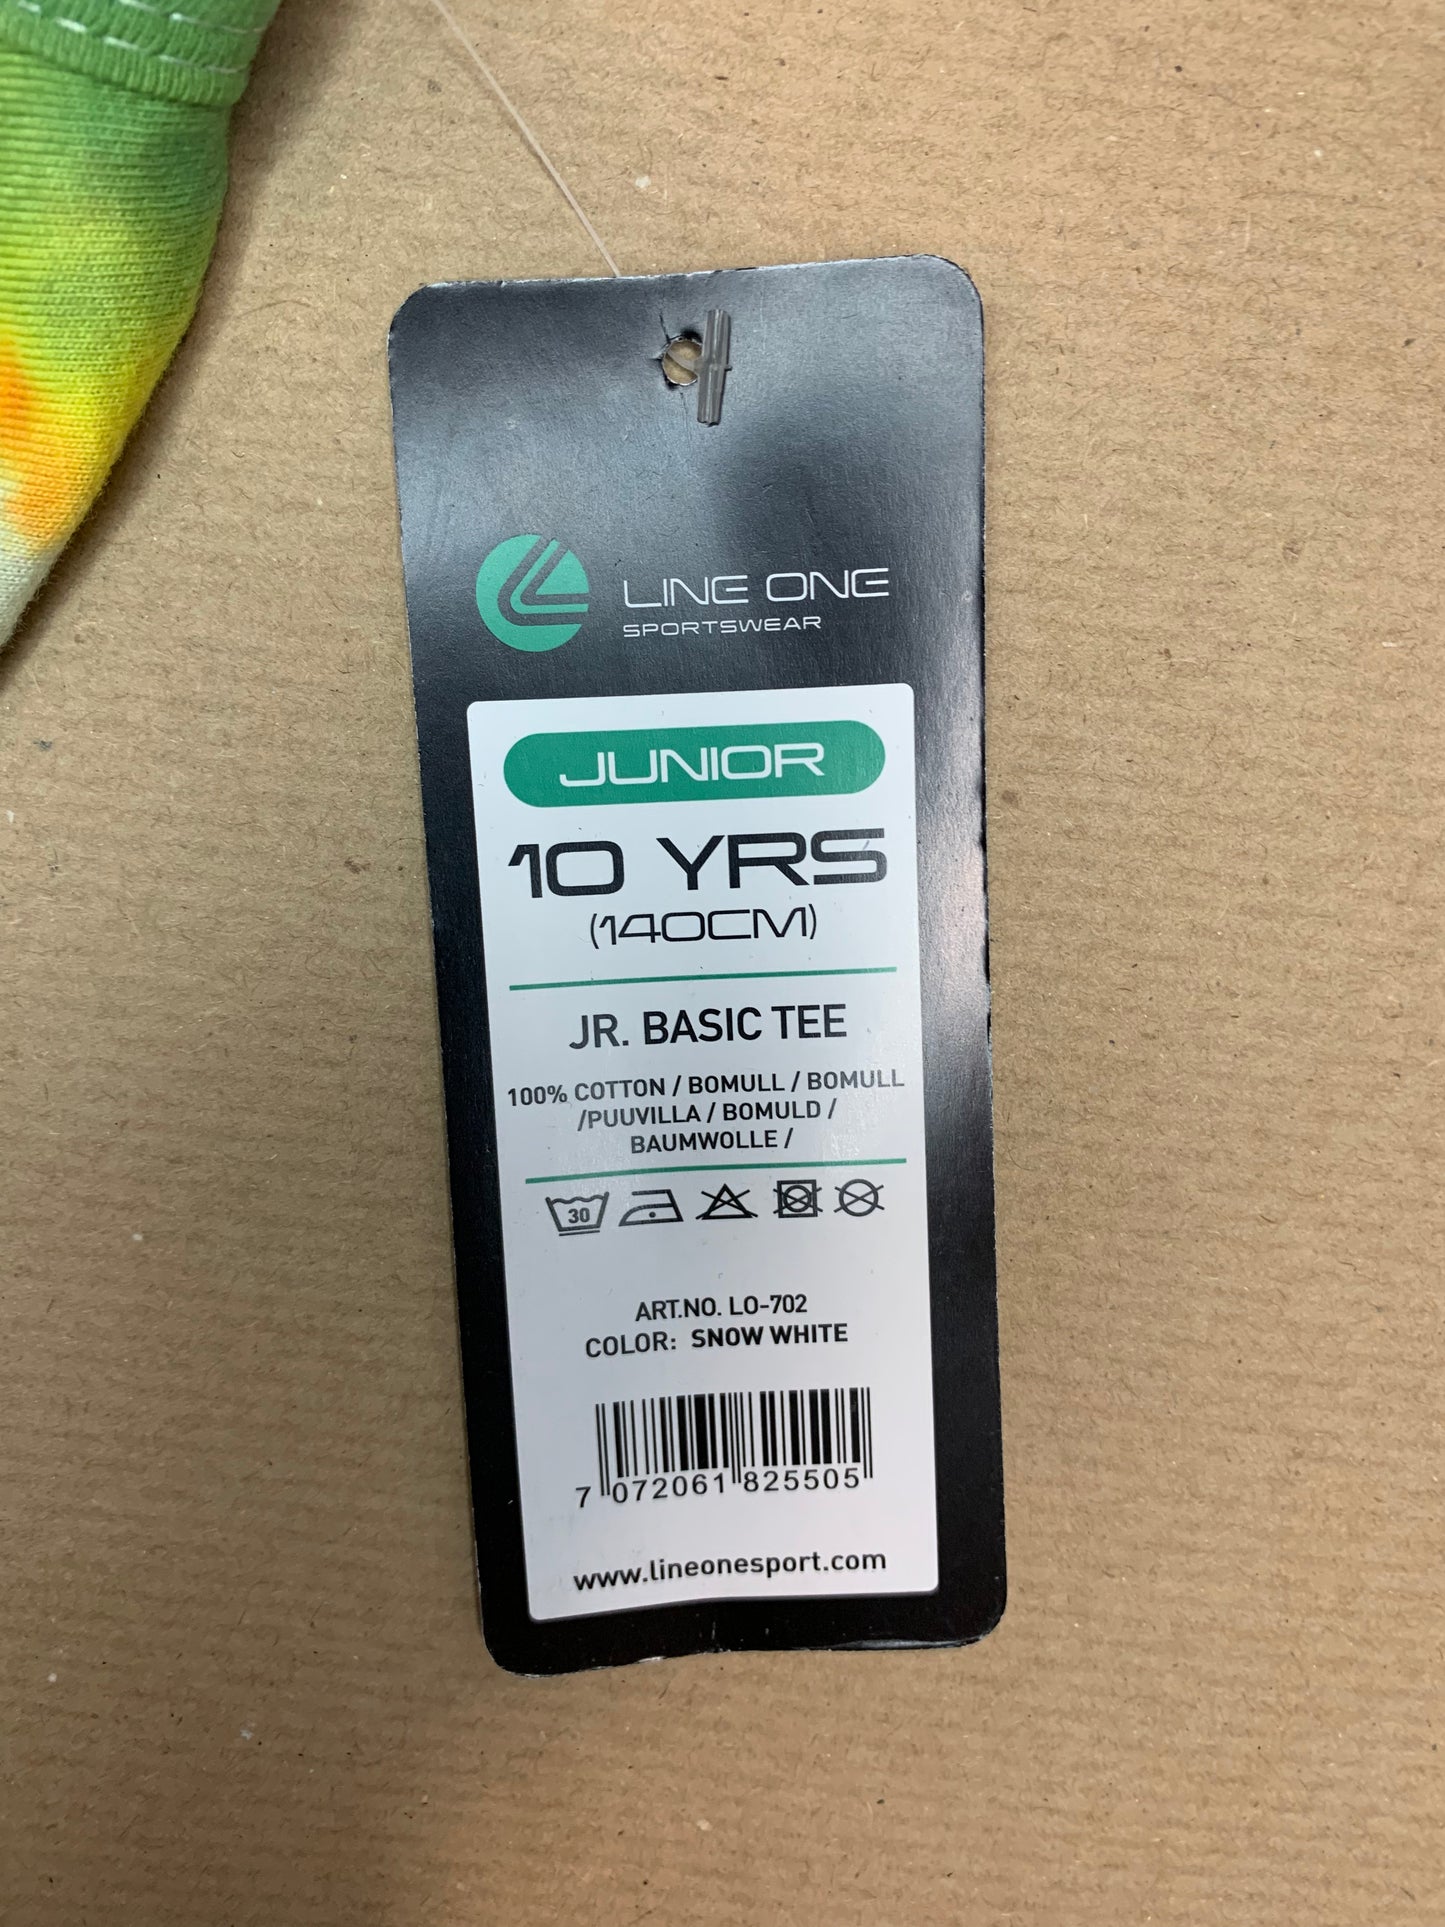 LINE ONE
SPORTSWEAR
JUNIOR
10 YRS
(140CM)
JR. BASIC TEE
100% COTTON / BOMULL / BOMULL
/PUUVILLA / BOMULD /
BAUMWOLLE /
30
ART.NO. LO-702
COLOR: SNOW WHITE
7 072061 825505
www.lineonesport.com